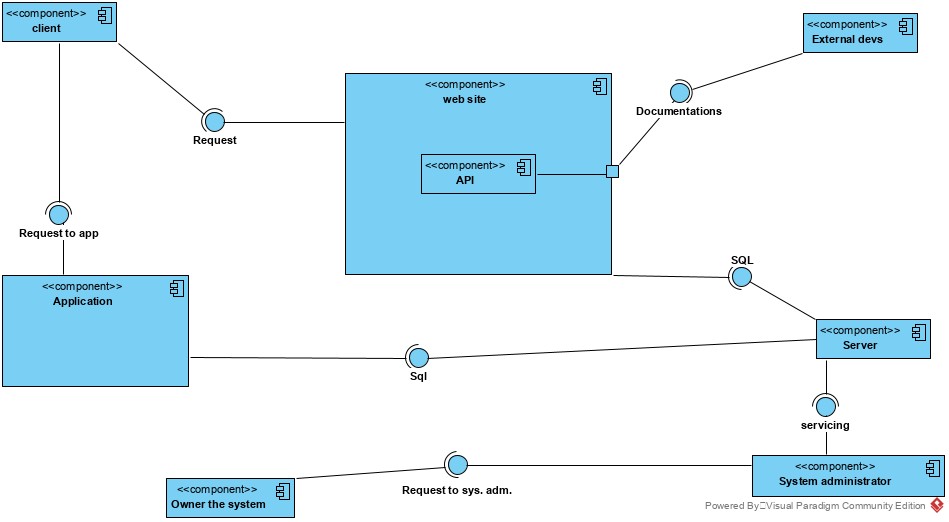 <<component>>
client
<<component>>
External devs
<<component>>
web site
Documentations
Request
<<component>>
API
Request to app
SQL
<<component>>
Application
<<component>>
Server
Sql
servicing
<<component>>
System administrator
<<component>>
Owner the system
Request to sys. adm.
Powered By Visual Paradigm Community Edition